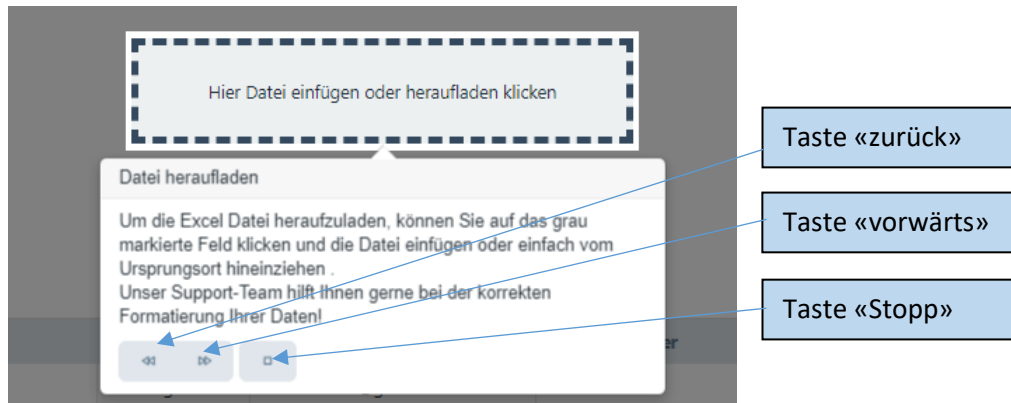 Hier Datei einfügen oder heraufladen klicken
Datei heraufladen
Um die Excel Datei heraufzuladen, können Sie auf das grau
markierte Feld klicken und die Datei einfügen oder einfach vom
Ursprungsort hineinziehen .
Unser Support-Team hilft Ihnen gerne bei der korrekten
Formatierung Ihrer Daten!
Taste «zurück»
Taste «vorwärts»
Taste «Stopp»